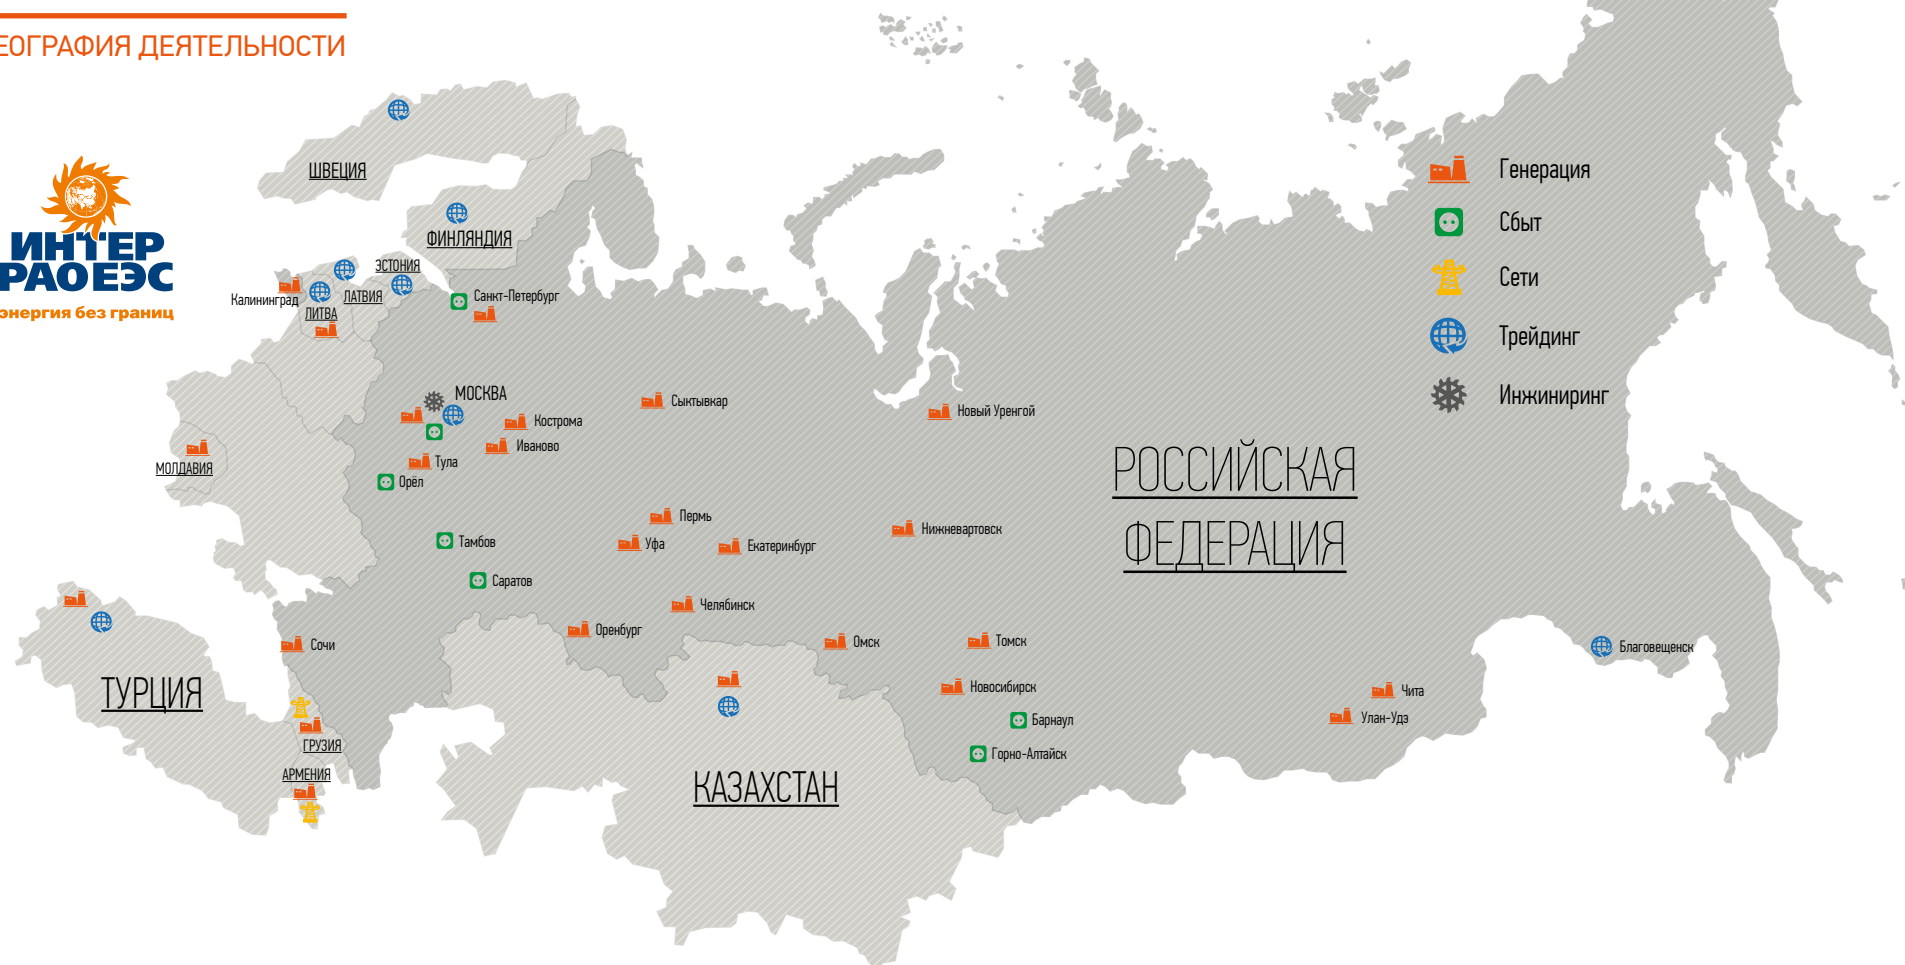 ЕОГРАФИЯ ДЕЯТЕЛЬНОСТИ
ИНТЕР
РАО ЕЭС
энергия без границ
ШВЕЦИЯ
ФИНЛЯНДИЯ
ЭСТОНИЯ
ЛАТВИЯ
Калининград
ЛИТВА
Санкт-Петербург
Генерация
Сбыт
Сети
Трейдинг
Инжиниринг
МОСКВА
Сыктывкар
Новый Уренгой
Кострома
Иваново
Тула
Орёл
МОЛДАВИЯ
РОССИЙСКАЯ
ФЕДЕРАЦИЯ
Пермь
Нижневартовск
Тамбов
Уфа
Екатеринбург
Саратов
Челябинск
Оренбург
Сочи
Омск
Томск
Благовещенск
ТУРЦИЯ
Новосибирск
Чита
Барнаул
Улан-Удэ
ГРУЗИЯ
Горно-Алтайск
АРМЕНИЯ
КАЗАХСТАН